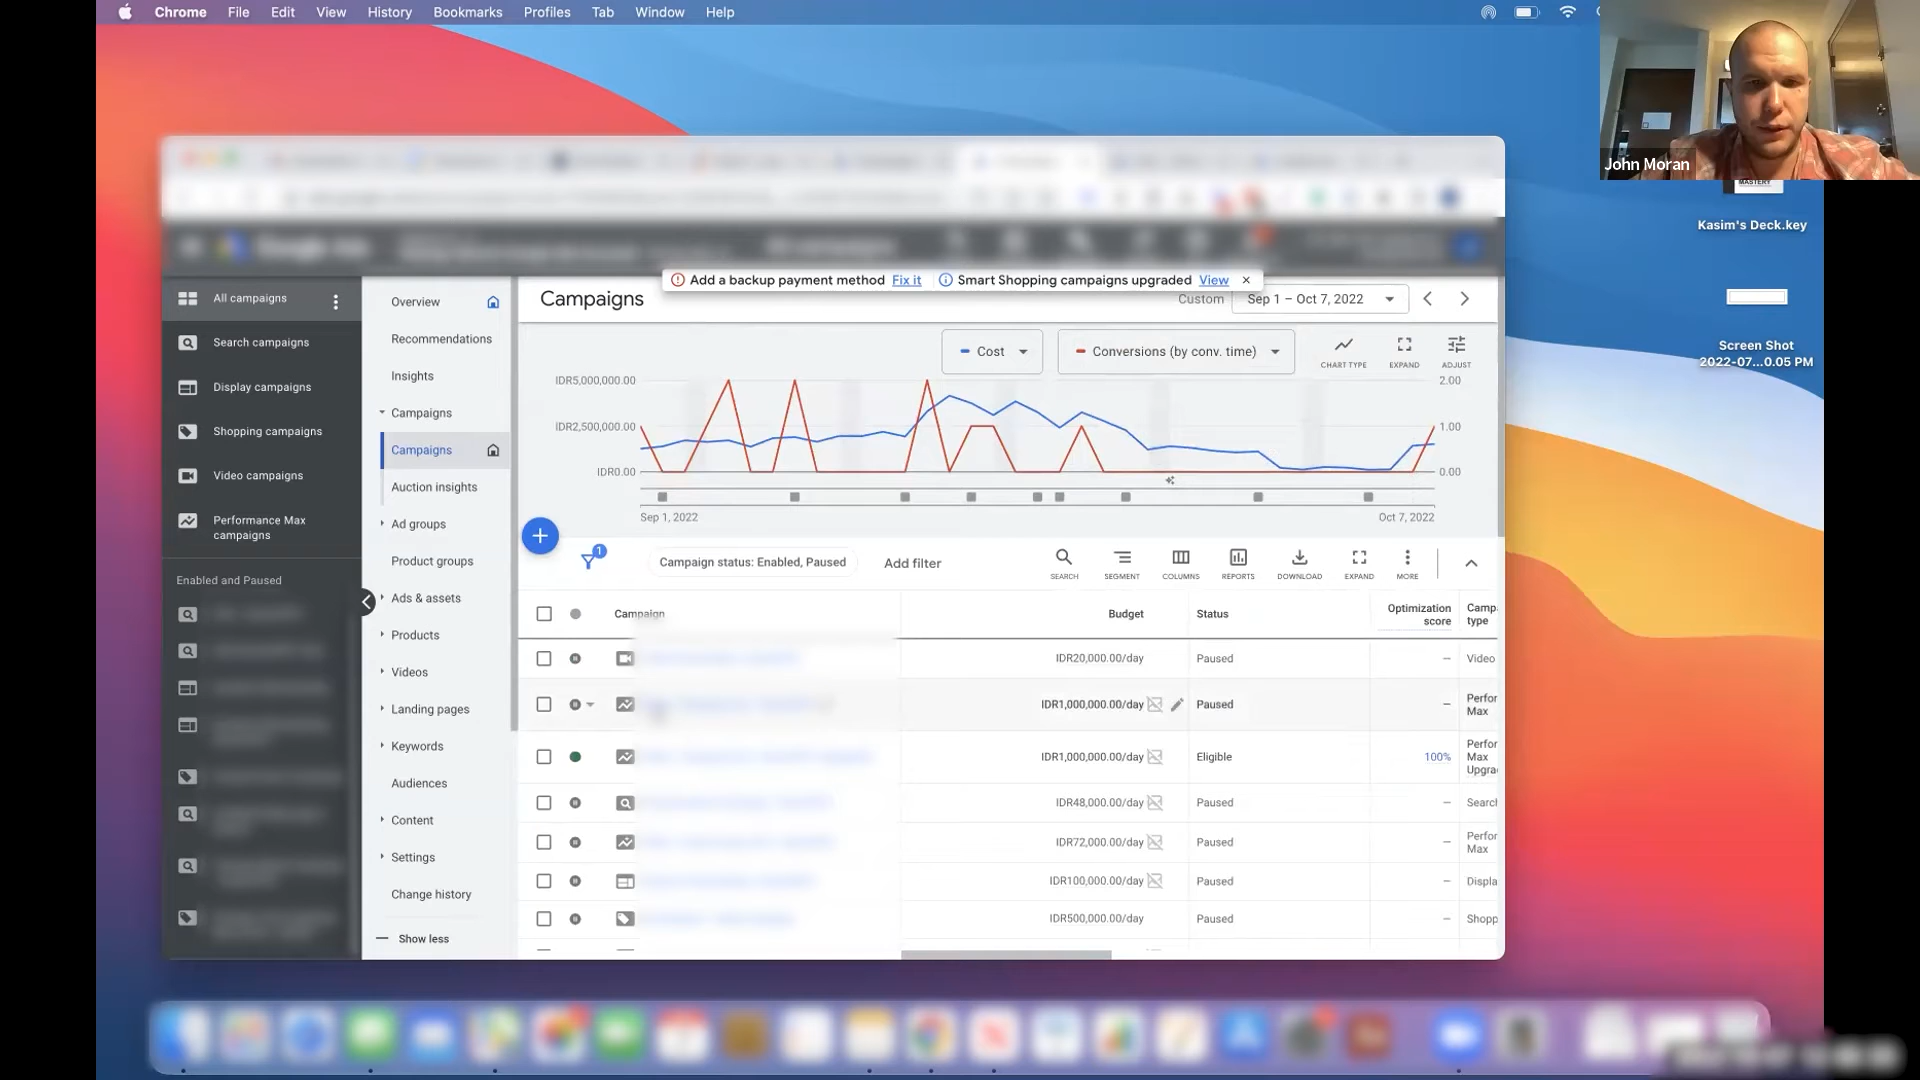 Chrome File Edit View History Bookmarks Profiles Tab Window Help
John Moran
MASTERY
Kasim's Deck.key
Screen Shot
2022-07...0.05 PM
Add a backup payment method Fix it Smart Shopping campaigns upgraded View ×
All campaigns
Search campaigns
Display campaigns
Shopping campaigns
Video campaigns
Performance Max
campaigns
Enabled and Paused
Overview
Recommendations
Insights
Campaigns
Campaigns
Auction insights
Ad groups
Product groups
Ads & assets
Products
Videos
Landing pages
Keywords
Audiences
Content
Settings
Change history
Show less
Campaigns
Custom Sep 1 – Oct 7, 2022
Cost Conversions (by conv. time)
CHART TYPE EXPAND ADJUST
IDR5,000,000.00 2.00
IDR2,500,000.00 1.00
IDR0.00 0.00
Sep 1, 2022 Oct 7, 2022
1
Campaign status: Enabled, Paused Add filter
SEARCH SEGMENT COLUMNS REPORTS DOWNLOAD EXPAND MORE
Campaign Budget Status Optimization score Camp type
IDR20,000.00/day Paused – Video
IDR1,000,000.00/day Paused – Perfor Max
IDR1,000,000.00/day Eligible 100% Perfor Max Upgra
IDR48,000.00/day Paused – Search
IDR72,000.00/day Paused – Perfor Max
IDR100,000.00/day Paused – Displa
IDR500,000.00/day Paused – Shopp